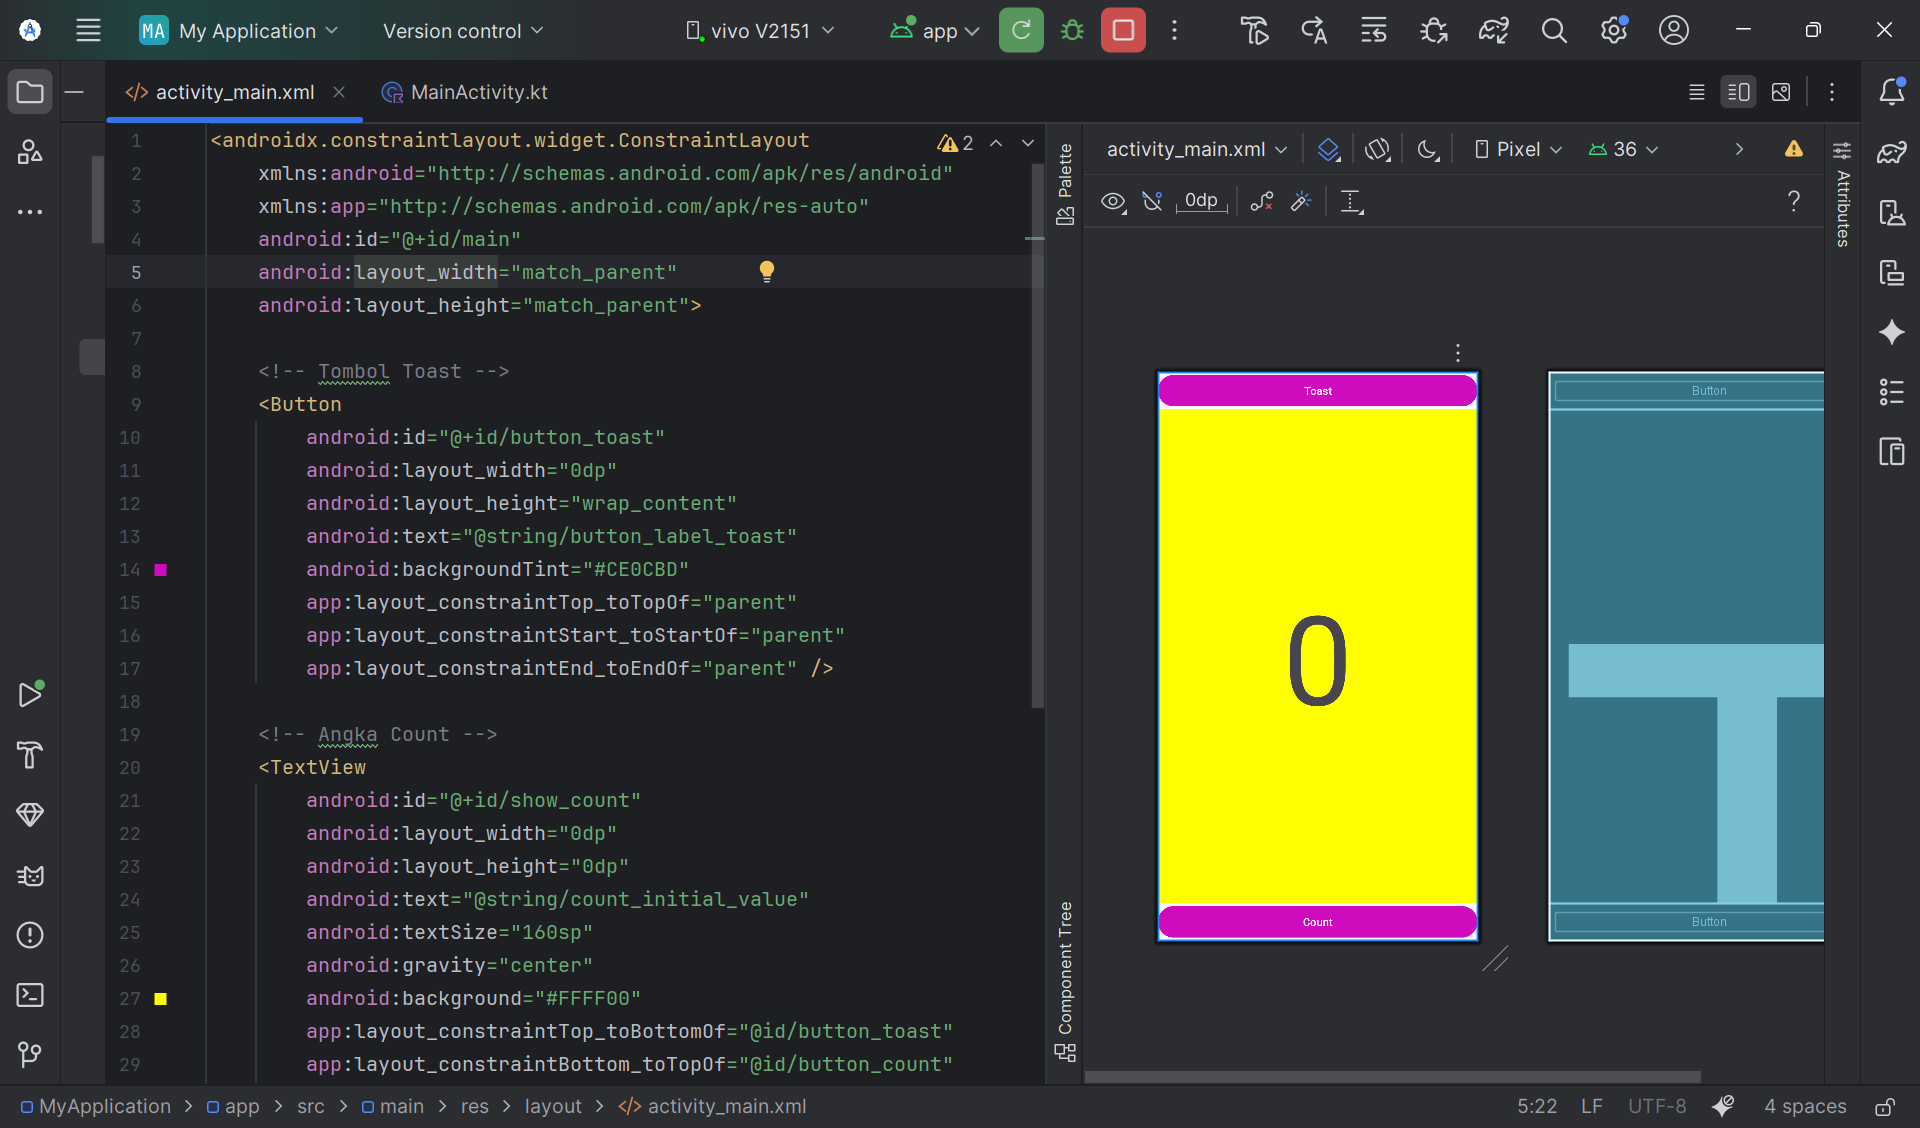 MA My Application Version control vivo V2151 app
activity_main.xml MainActivity.kt
1 <androidx.constraintlayout.widget.ConstraintLayout 2
2 xmlns:android="http://schemas.android.com/apk/res/android"
3 xmlns:app="http://schemas.android.com/apk/res-auto"
4 android:id="@+id/main"
5 android:layout_width="match_parent"
6 android:layout_height="match_parent">
7
8 <!-- Tombol Toast -->
9 <Button
10 android:id="@+id/button_toast"
11 android:layout_width="0dp"
12 android:layout_height="wrap_content"
13 android:text="@string/button_label_toast"
14 android:backgroundTint="#CE0CBD"
15 app:layout_constraintTop_toTopOf="parent"
16 app:layout_constraintStart_toStartOf="parent"
17 app:layout_constraintEnd_toEndOf="parent" />
18
19 <!-- Angka Count -->
20 <TextView
21 android:id="@+id/show_count"
22 android:layout_width="0dp"
23 android:layout_height="0dp"
24 android:text="@string/count_initial_value"
25 android:textSize="160sp"
26 android:gravity="center"
27 android:background="#FFFF00"
28 app:layout_constraintTop_toBottomOf="@id/button_toast"
29 app:layout_constraintBottom_toTopOf="@id/button_count"
Palette
Component Tree
activity_main.xml Pixel 36
0dp ?
Attributes
Toast
0
Count
Button
T
Button
MyApplication > app > src > main > res > layout > activity_main.xml 5:22 LF UTF-8 4 spaces